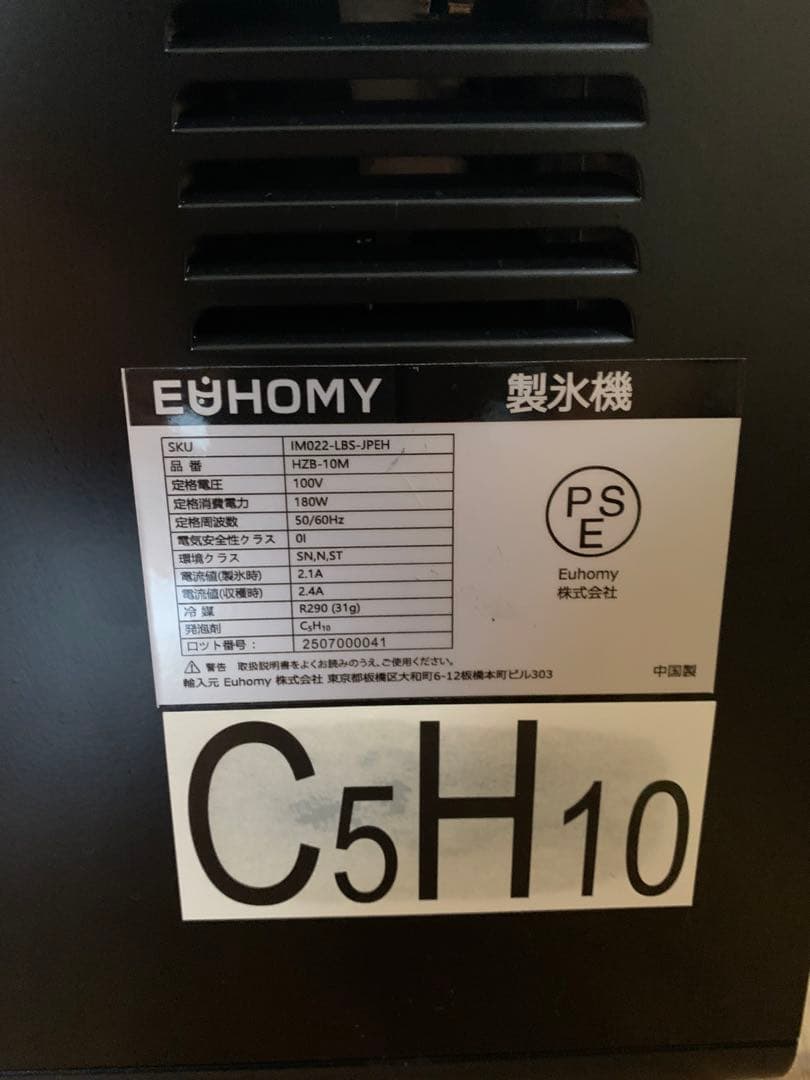 EUHOMY 製氷機
SKU IM022-LBS-JPEH
品 番 HZB-10M
定格電圧 100V
定格消費電力 180W
定格周波数 50/60Hz
電気安全性クラス 0I
環境クラス SN,N,ST
電流値(製氷時) 2.1A
電流値(収穫時) 2.4A
冷 媒 R290 (31g)
発泡剤 C₅H₁₀
ロット番号： 2507000041
PSE
Euhomy
株式会社
⚠ 警告 取扱説明書をよくお読みのうえ、ご使用ください。
輸入元 Euhomy 株式会社 東京都板橋区大和町6-12板橋本町ビル303
中国製
C5H10